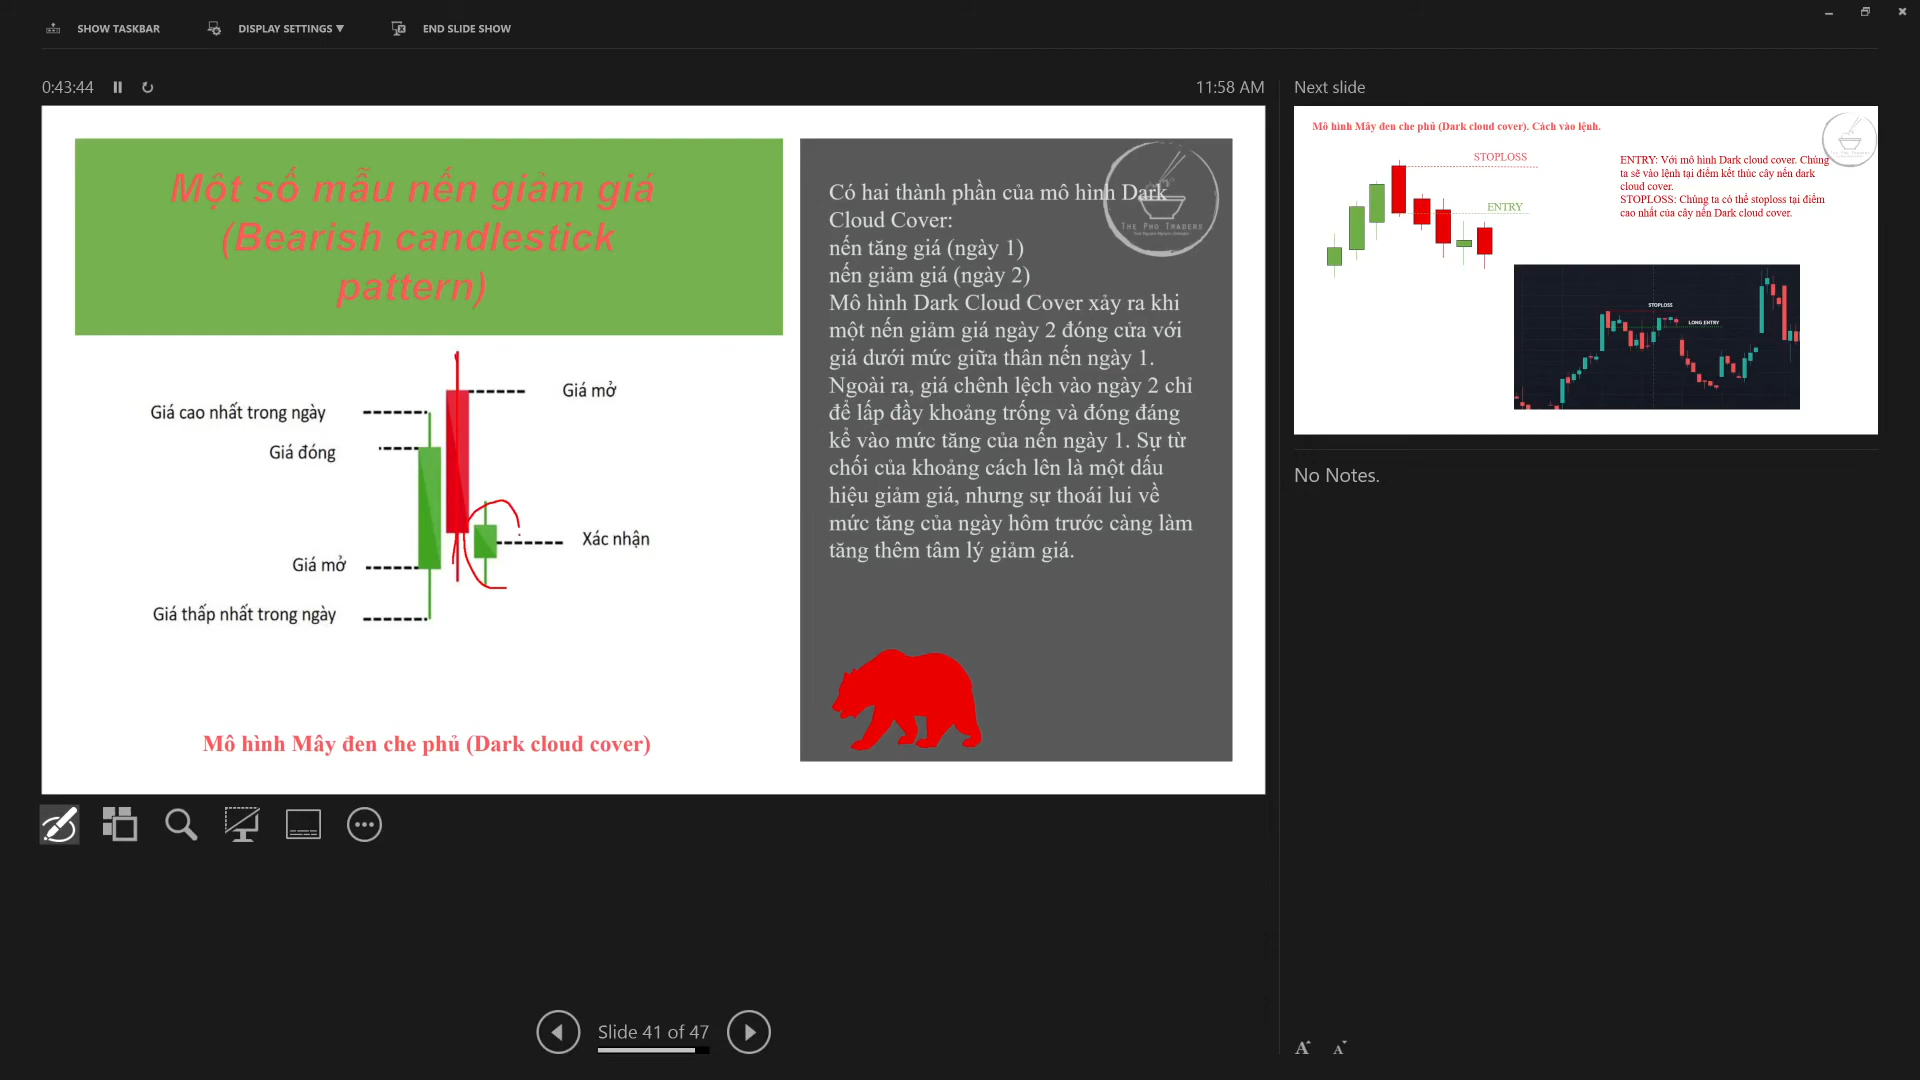 SHOW TASKBAR
DISPLAY SETTINGS ▼
END SLIDE SHOW
0:43:44
11:58 AM
Một số mẫu nến giảm giá
(Bearish candlestick
pattern)
Giá cao nhất trong ngày
Giá đóng
Giá mở
Giá thấp nhất trong ngày
Giá mở
Xác nhận
Mô hình Mây đen che phủ (Dark cloud cover)
THE PHO TRADERS
Có hai thành phần của mô hình Dark
Cloud Cover:
nến tăng giá (ngày 1)
nến giảm giá (ngày 2)
Mô hình Dark Cloud Cover xảy ra khi
một nến giảm giá ngày 2 đóng cửa với
giá dưới mức giữa thân nến ngày 1.
Ngoài ra, giá chênh lệch vào ngày 2 chỉ
để lấp đầy khoảng trống và đóng đáng
kể vào mức tăng của nến ngày 1. Sự từ
chối của khoảng cách lên là một dấu
hiệu giảm giá, nhưng sự thoái lui về
mức tăng của ngày hôm trước càng làm
tăng thêm tâm lý giảm giá.
Slide 41 of 47
Next slide
Mô hình Mây đen che phủ (Dark cloud cover). Cách vào lệnh.
STOPLOSS
ENTRY
ENTRY: Với mô hình Dark cloud cover. Chúng
ta sẽ vào lệnh tại điểm kết thúc cây nến dark
cloud cover.
STOPLOSS: Chúng ta có thể stoploss tại điểm
cao nhất của cây nến Dark cloud cover.
STOPLOSS
LONG ENTRY
No Notes.
A A